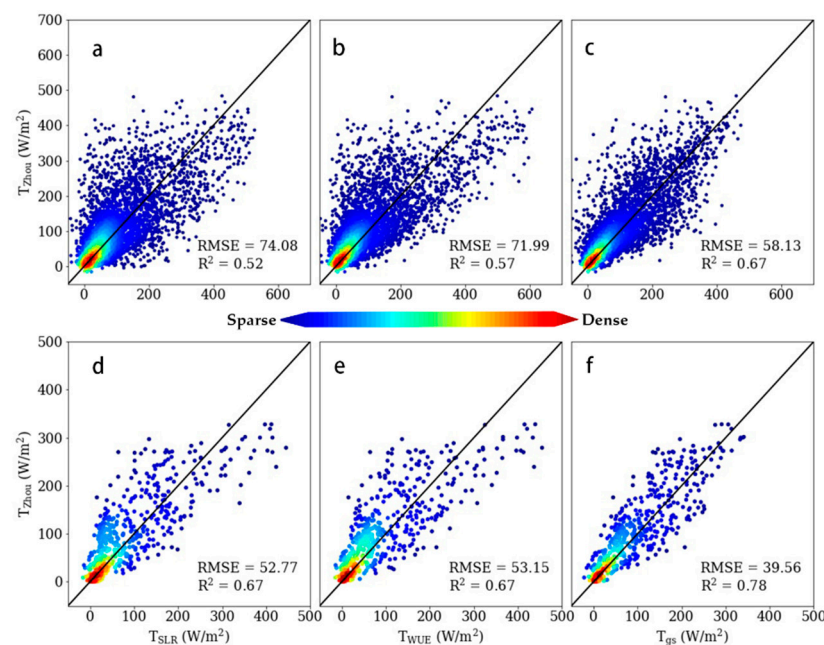 700
600
500
400
300
200
100
0
T_Zhou (W/m²)
a
RMSE = 74.08
R² = 0.52
0 200 400 600
b
RMSE = 71.99
R² = 0.57
0 200 400 600
c
RMSE = 58.13
R² = 0.67
0 200 400 600
Sparse
Dense
500
400
300
200
100
0
T_Zhou (W/m²)
d
RMSE = 52.77
R² = 0.67
0 100 200 300 400 500
T_SLR (W/m²)
e
RMSE = 53.15
R² = 0.67
0 100 200 300 400 500
T_WUE (W/m²)
f
RMSE = 39.56
R² = 0.78
0 100 200 300 400 500
T_gs (W/m²)